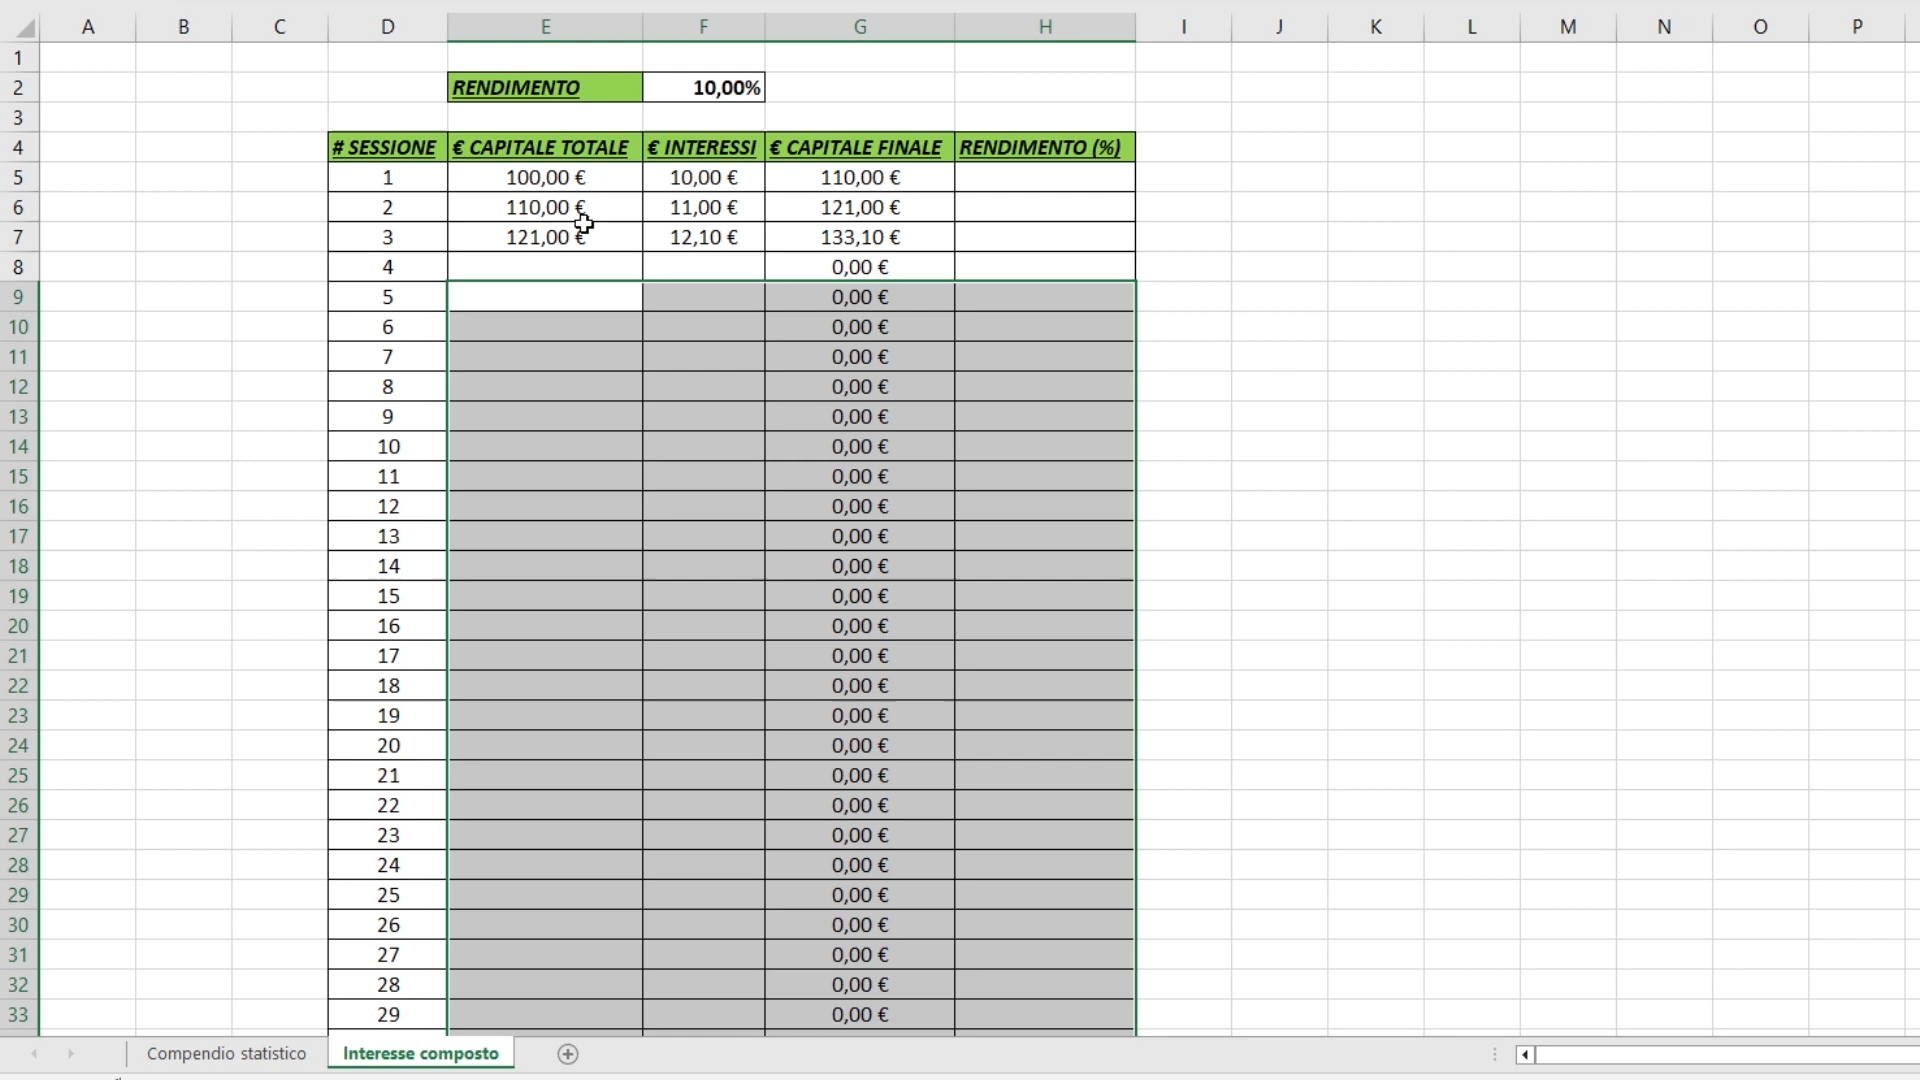 A B C D E F G H I J K L M N O P
1
2 RENDIMENTO 10,00%
3
4 # SESSIONE € CAPITALE TOTALE € INTERESSI € CAPITALE FINALE RENDIMENTO (%)
5 1 100,00 € 10,00 € 110,00 €
6 2 110,00 € 11,00 € 121,00 €
7 3 121,00 € 12,10 € 133,10 €
8 4 0,00 €
9 5 0,00 €
10 6 0,00 €
11 7 0,00 €
12 8 0,00 €
13 9 0,00 €
14 10 0,00 €
15 11 0,00 €
16 12 0,00 €
17 13 0,00 €
18 14 0,00 €
19 15 0,00 €
20 16 0,00 €
21 17 0,00 €
22 18 0,00 €
23 19 0,00 €
24 20 0,00 €
25 21 0,00 €
26 22 0,00 €
27 23 0,00 €
28 24 0,00 €
29 25 0,00 €
30 26 0,00 €
31 27 0,00 €
32 28 0,00 €
33 29 0,00 €
Compendio statistico Interesse composto